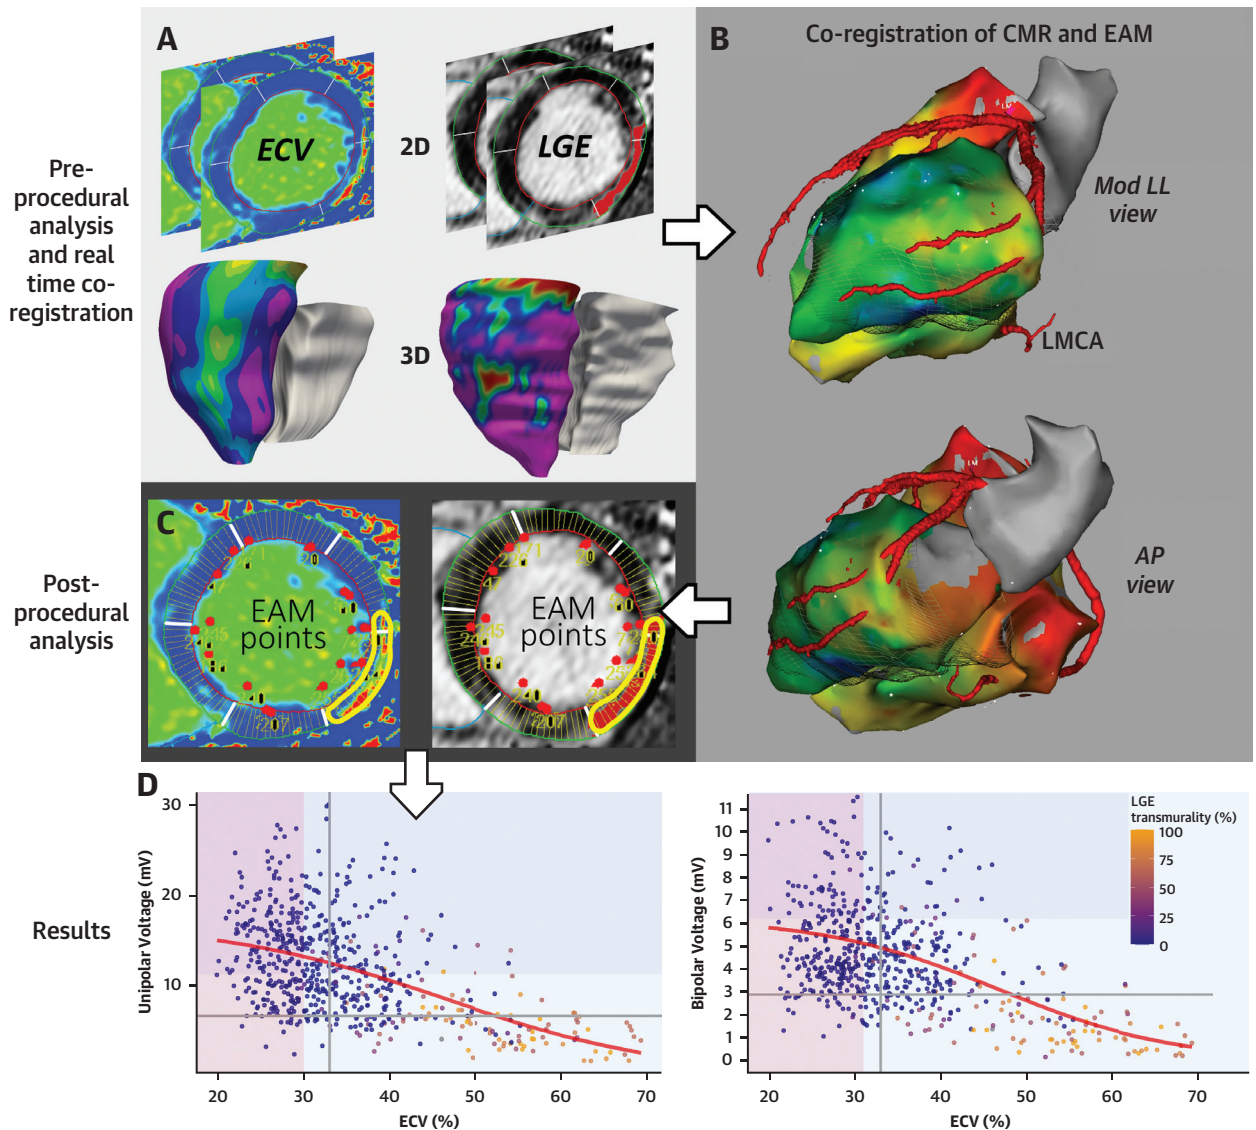 A
B
Co-registration of CMR and EAM
Pre-
procedural
analysis
and real
time co-
registration
ECV
2D
LGE
3D
Mod LL
view
LMCA
AP
view
Post-
procedural
analysis
C
EAM
points
EAM
points
D
Results
Unipolar Voltage (mV)
30
20
10
20
30
40
50
60
70
ECV (%)
Bipolar Voltage (mV)
11
10
9
8
7
6
5
4
3
2
1
0
20
30
40
50
60
70
ECV (%)
LGE
transmurality (%)
100
75
50
25
0